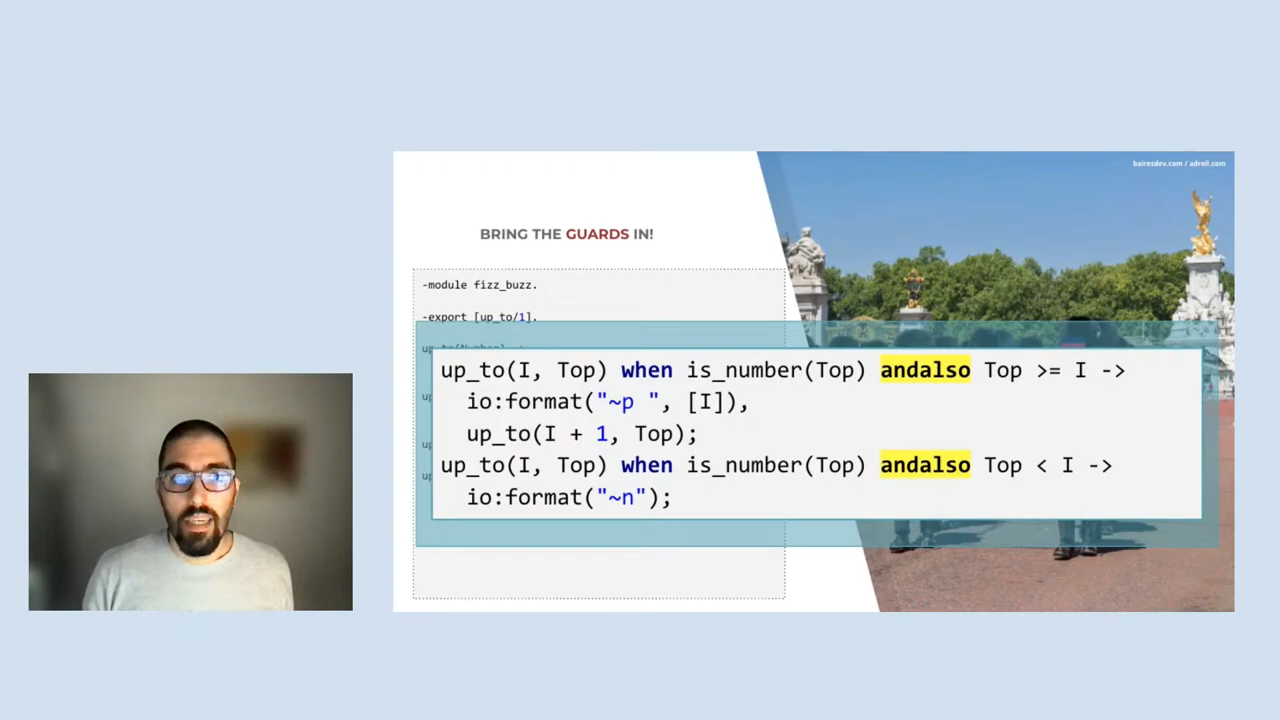 bairesdev.com / adroll.com
BRING THE GUARDS IN!
-module fizz_buzz.
-export [up_to/1].
up_to(I, Top) when is_number(Top) andalso Top >= I ->
io:format("~p ", [I]),
up_to(I + 1, Top);
up_to(I, Top) when is_number(Top) andalso Top < I ->
io:format("~n");